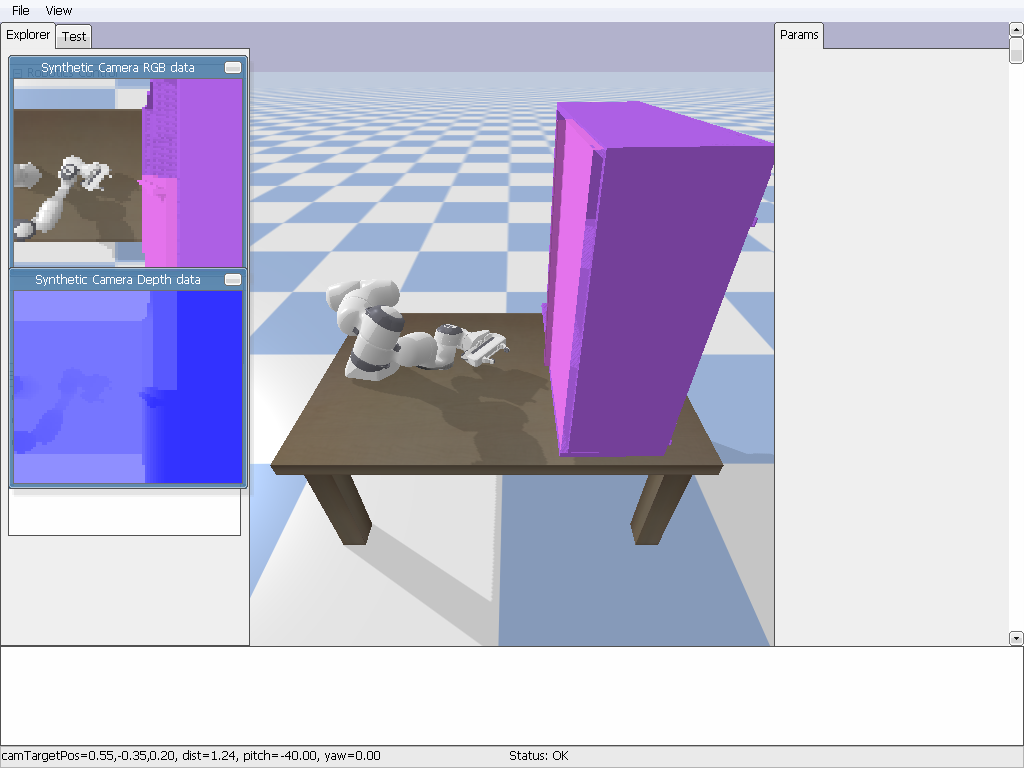 File View
Explorer Test Params
Synthetic Camera RGB data
Synthetic Camera Depth data
camTargetPos=0.55,-0.35,0.20, dist=1.24, pitch=-40.00, yaw=0.00 Status: OK